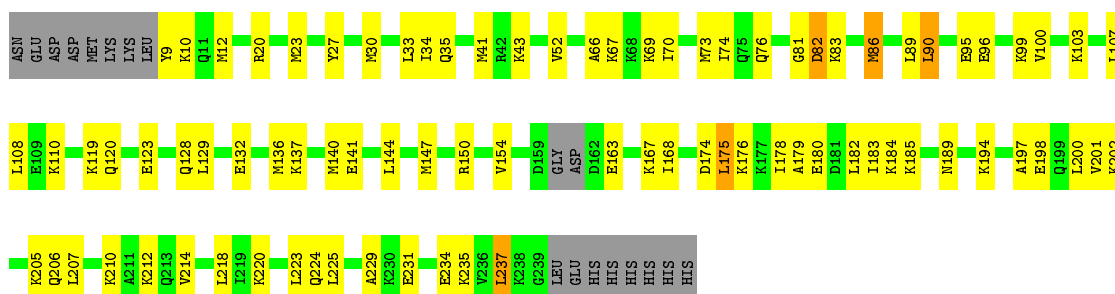 ASN GLU ASP ASP MET LYS LYS LEU Y9 K10 Q11 M12 R20 M23 Y27 M30 L33 I34 Q35 M41 R42 K43 V52 A66 K67 K68 K69 I70 M73 I74 Q75 Q76 G81 D82 K83 M86 L89 L90 E95 E96 K99 V100 K103 L107
L108 E109 K110 K119 Q120 E123 Q128 L129 E132 M136 K137 M140 E141 L144 M147 R150 V154 D159 GLY ASP D162 E163 K167 I168 D174 L175 K176 K177 I178 A179 E180 D181 L182 I183 K184 K185 N189 K194 A197 E198 Q199 L200 V201
K205 Q206 L207 K210 A211 K212 Q213 V214 L218 I219 K220 L223 Q224 L225 A229 K230 E231 E234 K235 V236 L237 K238 G239 LEU GLU HIS HIS HIS HIS HIS HIS